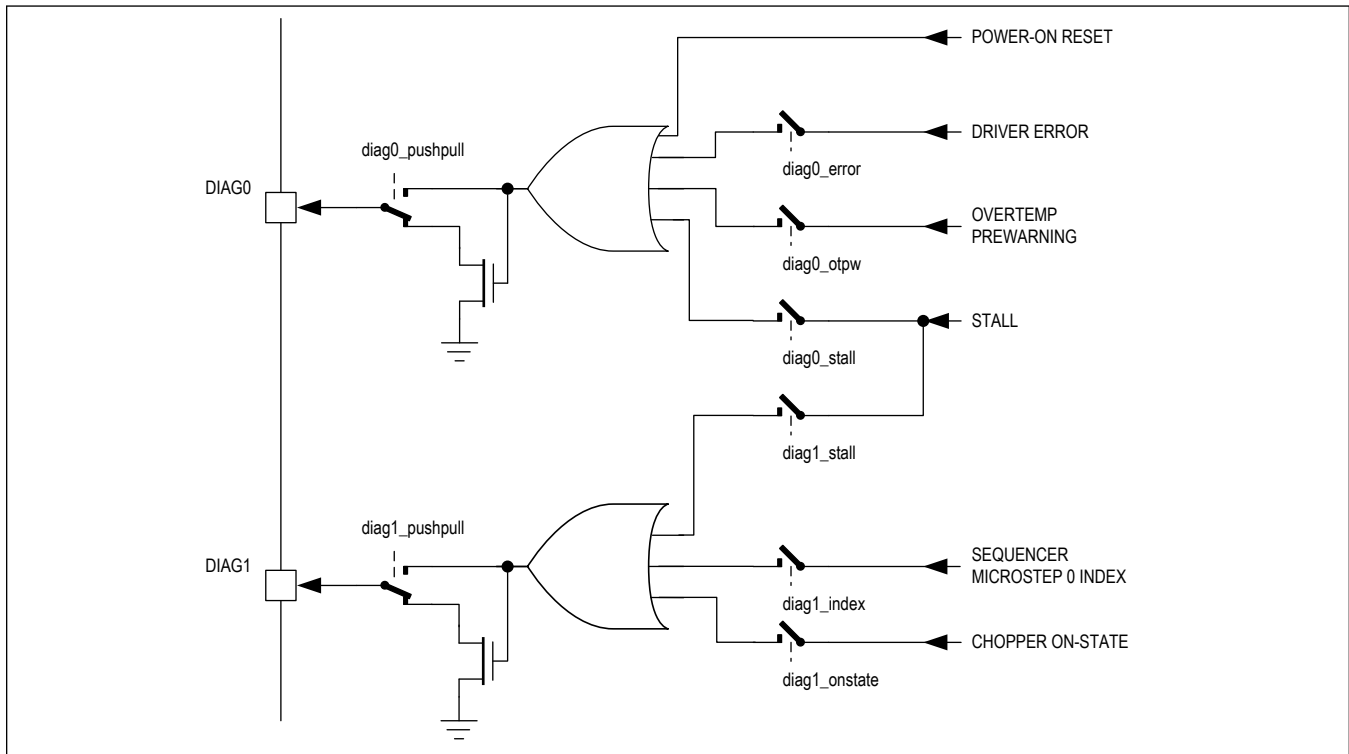 POWER-ON RESET
DRIVER ERROR
diag0_pushpull
diag0_error
DIAG0
OVERTEMP
PREWARNING
diag0_otpw
STALL
diag0_stall
diag1_stall
diag1_pushpull
DIAG1
SEQUENCER
MICROSTEP 0 INDEX
diag1_index
CHOPPER ON-STATE
diag1_onstate